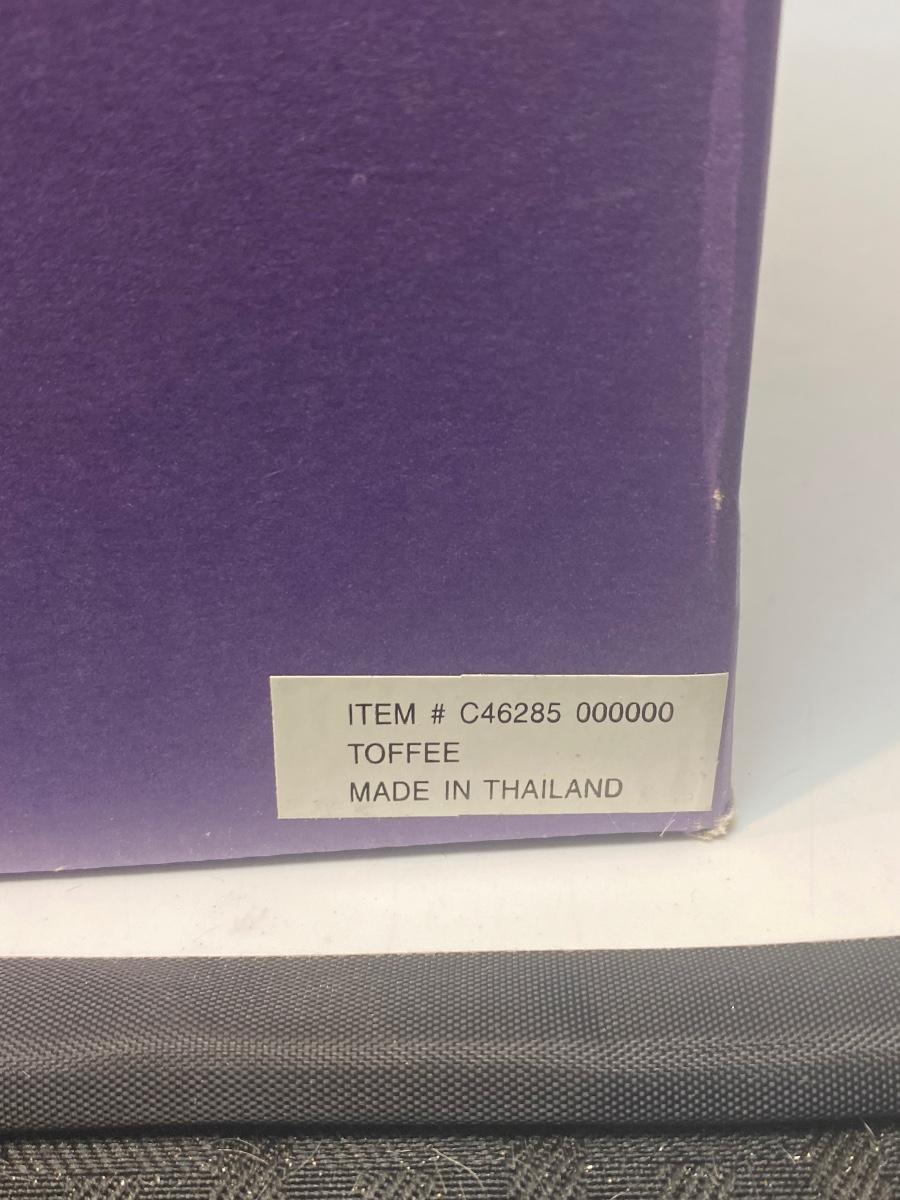 ITEM # C46285 000000
TOFFEE
MADE IN THAILAND